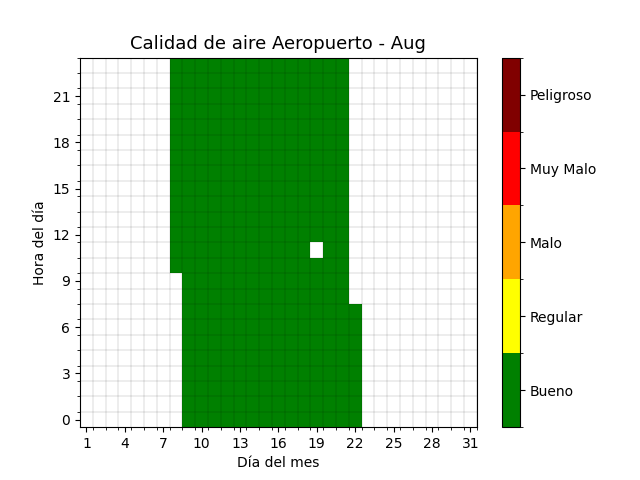 Calidad de aire Aeropuerto - Aug
Hora del día
21
18
15
12
9
6
3
0
1 4 7 10 13 16 19 22 25 28 31
Día del mes
Peligroso
Muy Malo
Malo
Regular
Bueno